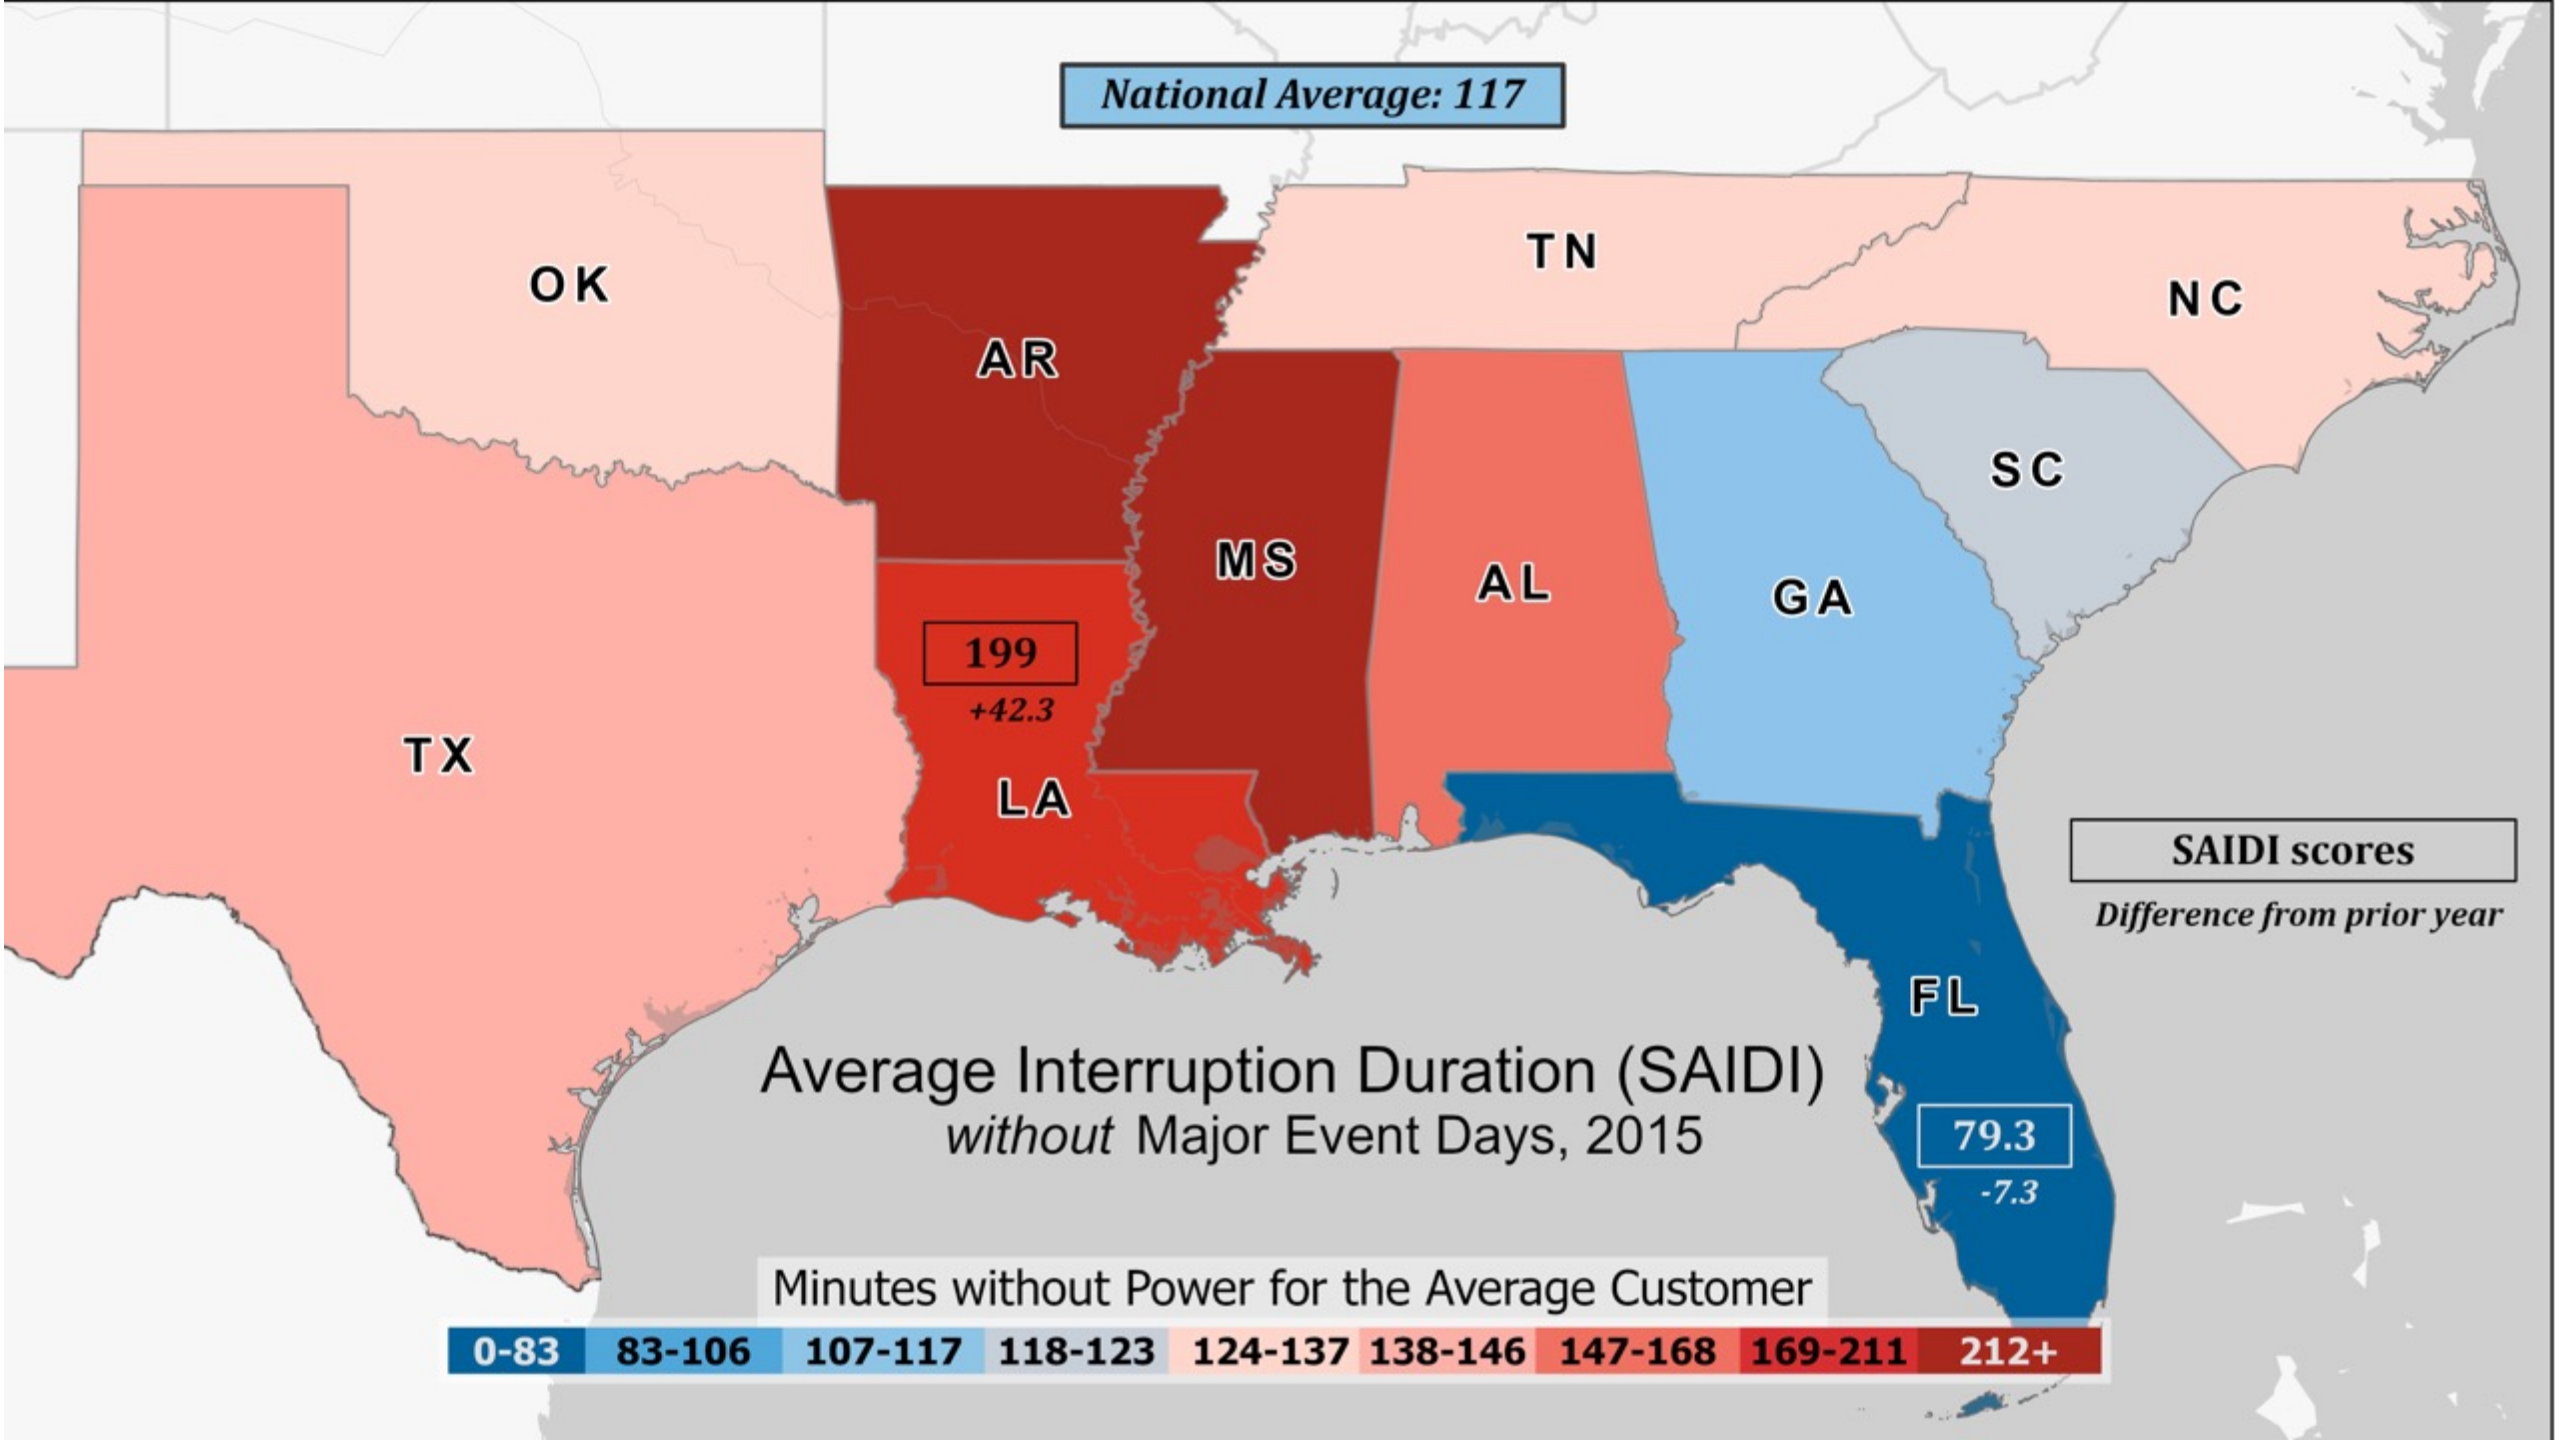 National Average: 117
OK
AR
TN
NC
SC
MS
AL
GA
199
+42.3
TX
LA
SAIDI scores
Difference from prior year
FL
Average Interruption Duration (SAIDI)
without Major Event Days, 2015
79.3
-7.3
Minutes without Power for the Average Customer
0-83 83-106 107-117 118-123 124-137 138-146 147-168 169-211 212+